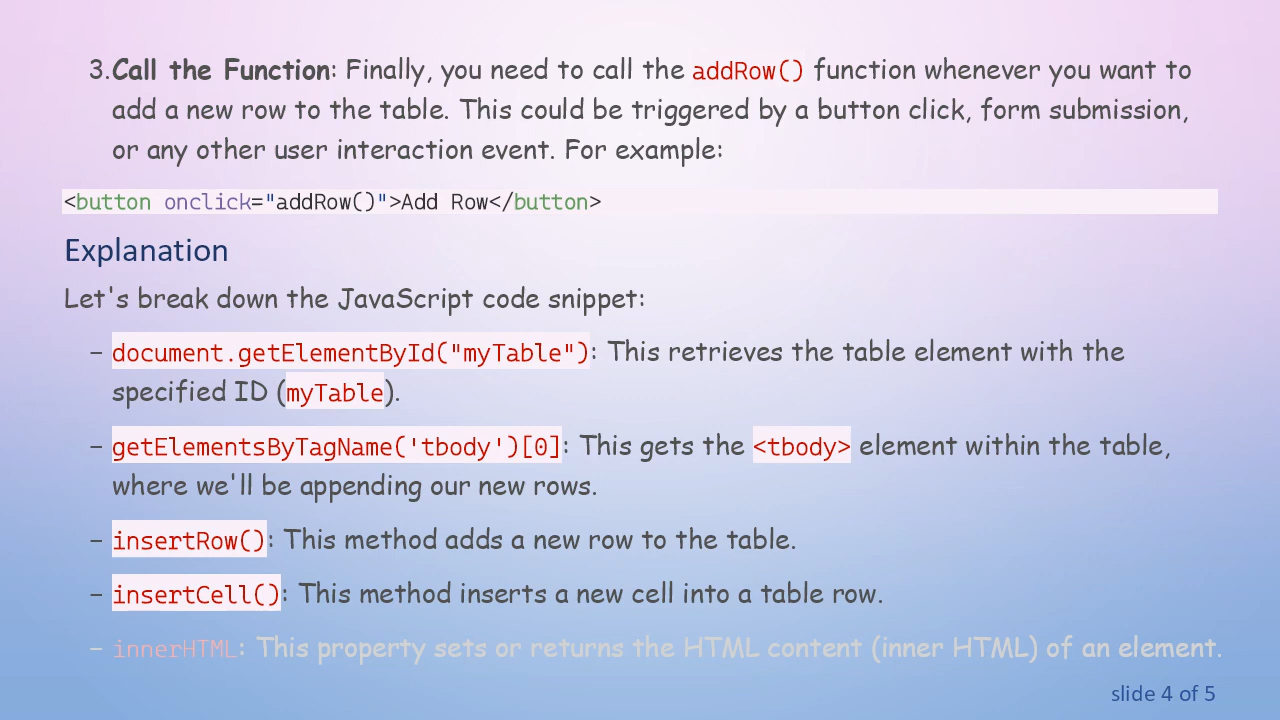 3.Call the Function: Finally, you need to call the addRow() function whenever you want to
add a new row to the table. This could be triggered by a button click, form submission,
or any other user interaction event. For example:
<button onclick="addRow()">Add Row</button>
Explanation
Let's break down the JavaScript code snippet:
– document.getElementById("myTable"): This retrieves the table element with the
specified ID (myTable).
– getElementsByTagName('tbody')[0]: This gets the <tbody> element within the table,
where we'll be appending our new rows.
– insertRow(): This method adds a new row to the table.
– insertCell(): This method inserts a new cell into a table row.
– innerHTML: This property sets or returns the HTML content (inner HTML) of an element.
slide 4 of 5